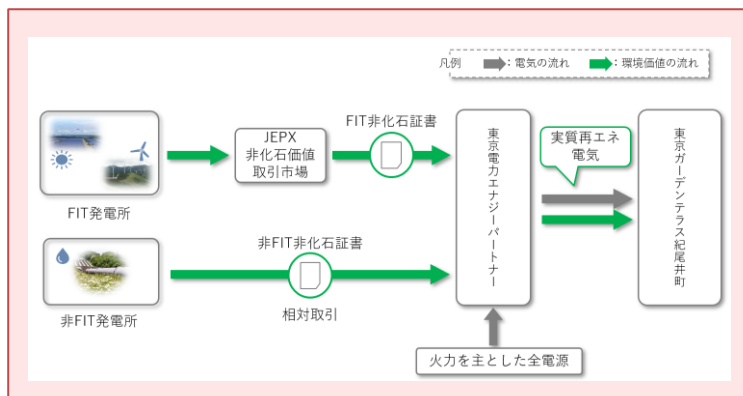 凡例 :電気の流れ :環境価値の流れ
FIT非化石証書
JEPX
非化石価値
取引市場
FIT発電所
非FIT非化石証書
相対取引
非FIT発電所
東京電力エナジーパートナー
実質再エネ
電気
東京ガーデンテラス紀尾井町
火力を主とした全電源